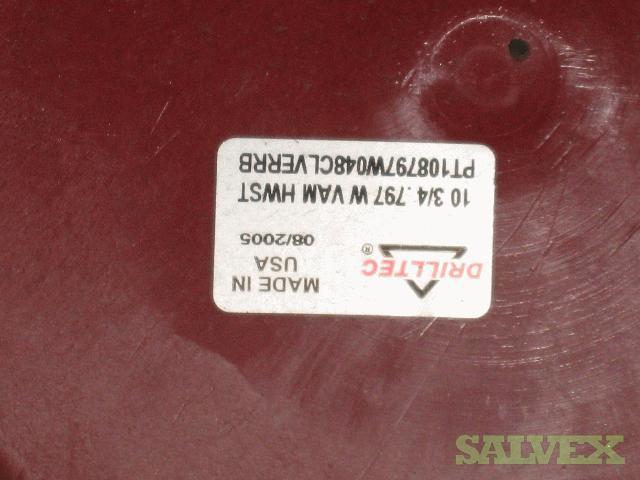 DRILLTEC®
MADE IN
USA
08/2005
10 3/4 .797 W VAM HWST
PT108797W048CLVERRB
SALVEX